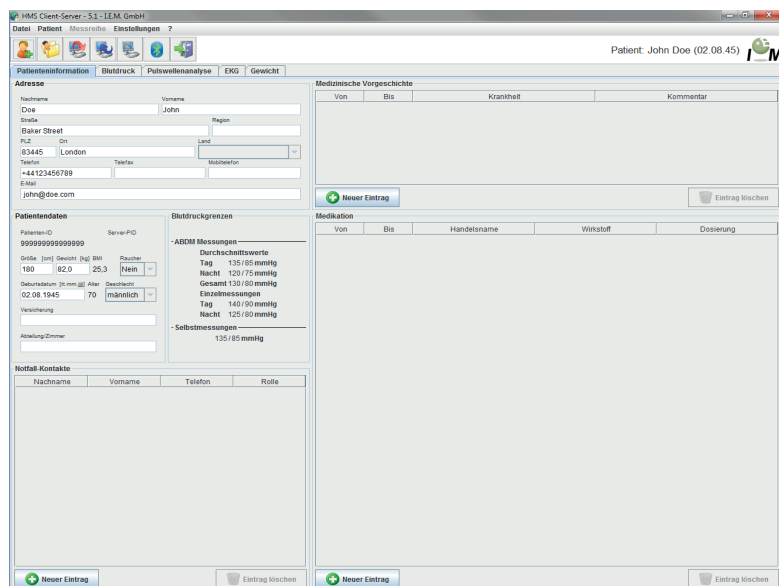 HMS Client-Server - 5.1 - I.E.M. GmbH
Datei Patient Messreihe Einstellungen ?
Patient: John Doe (02.08.45)
I M
Patienteninformation Blutdruck Pulswellenanalyse EKG Gewicht
Adresse
Nachname Vorname
Doe John
Straße Region
Baker Street
PLZ Ort Land
83445 London
Telefon Telefax Mobiltelefon
+44123456789
E-Mail
john@doe.com
Medizinische Vorgeschichte
Von Bis Krankheit Kommentar
Neuer Eintrag Eintrag löschen
Patientendaten
Patienten-ID Server-PID
999999999999999
Größe [cm] Gewicht [kg] BMI Raucher
180 82,0 25,3 Nein
Geburtsdatum [tt.mm.jjjj] Alter Geschlecht
02.08.1945 70 männlich
Versicherung
Abteilung/Zimmer
Blutdruckgrenzen
ABDM Messungen
Durchschnittswerte
Tag 135/85 mmHg
Nacht 120/75 mmHg
Gesamt 130/80 mmHg
Einzelmessungen
Tag 140/90 mmHg
Nacht 125/80 mmHg
Selbstmessungen
135/85 mmHg
Medikation
Von Bis Handelsname Wirkstoff Dosierung
Notfall-Kontakte
Nachname Vorname Telefon Rolle
Neuer Eintrag Eintrag löschen
Neuer Eintrag Eintrag löschen